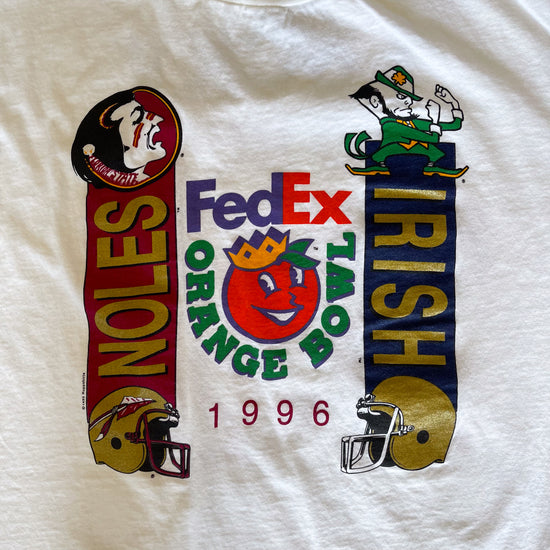 NOLES
FedEx
ORANGE BOWL
1996
IRISH